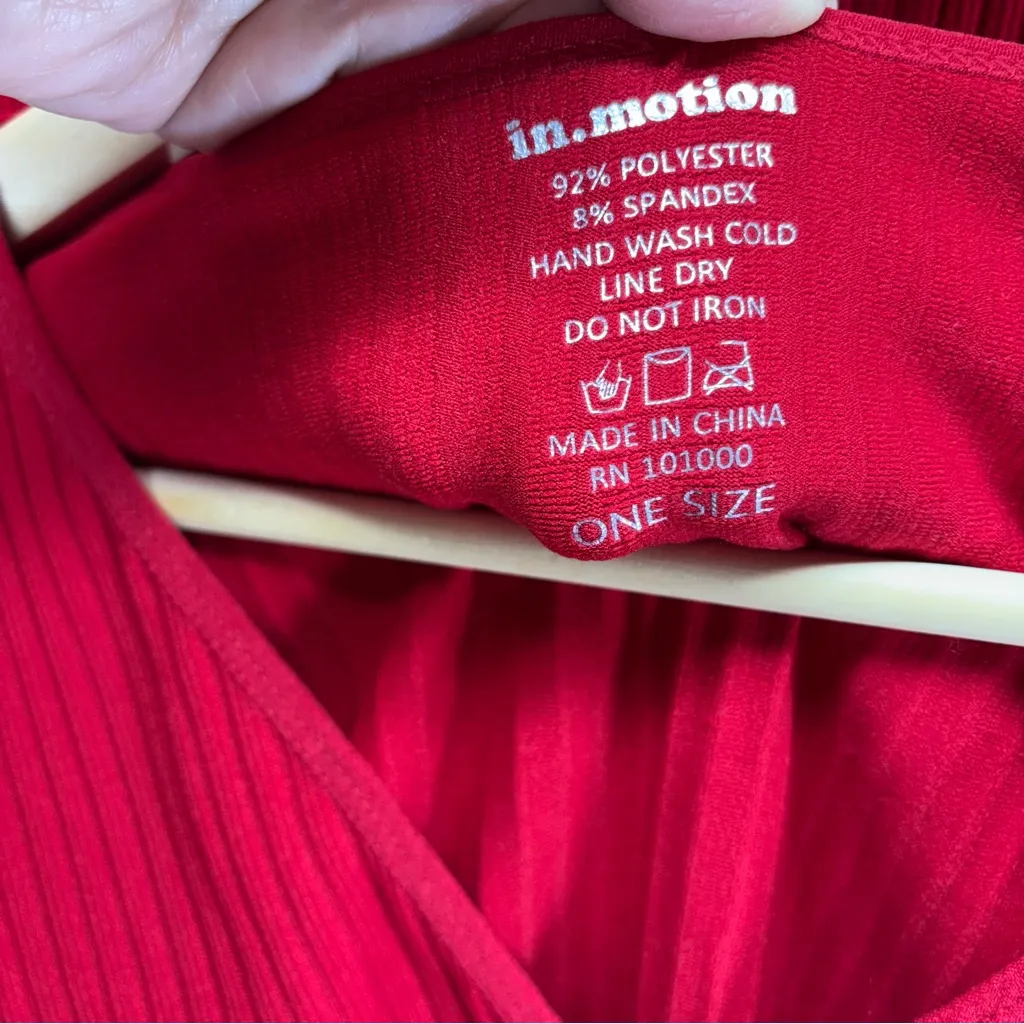 in.motion
92% POLYESTER
8% SPANDEX
HAND WASH COLD
LINE DRY
DO NOT IRON
MADE IN CHINA
RN 101000
ONE SIZE